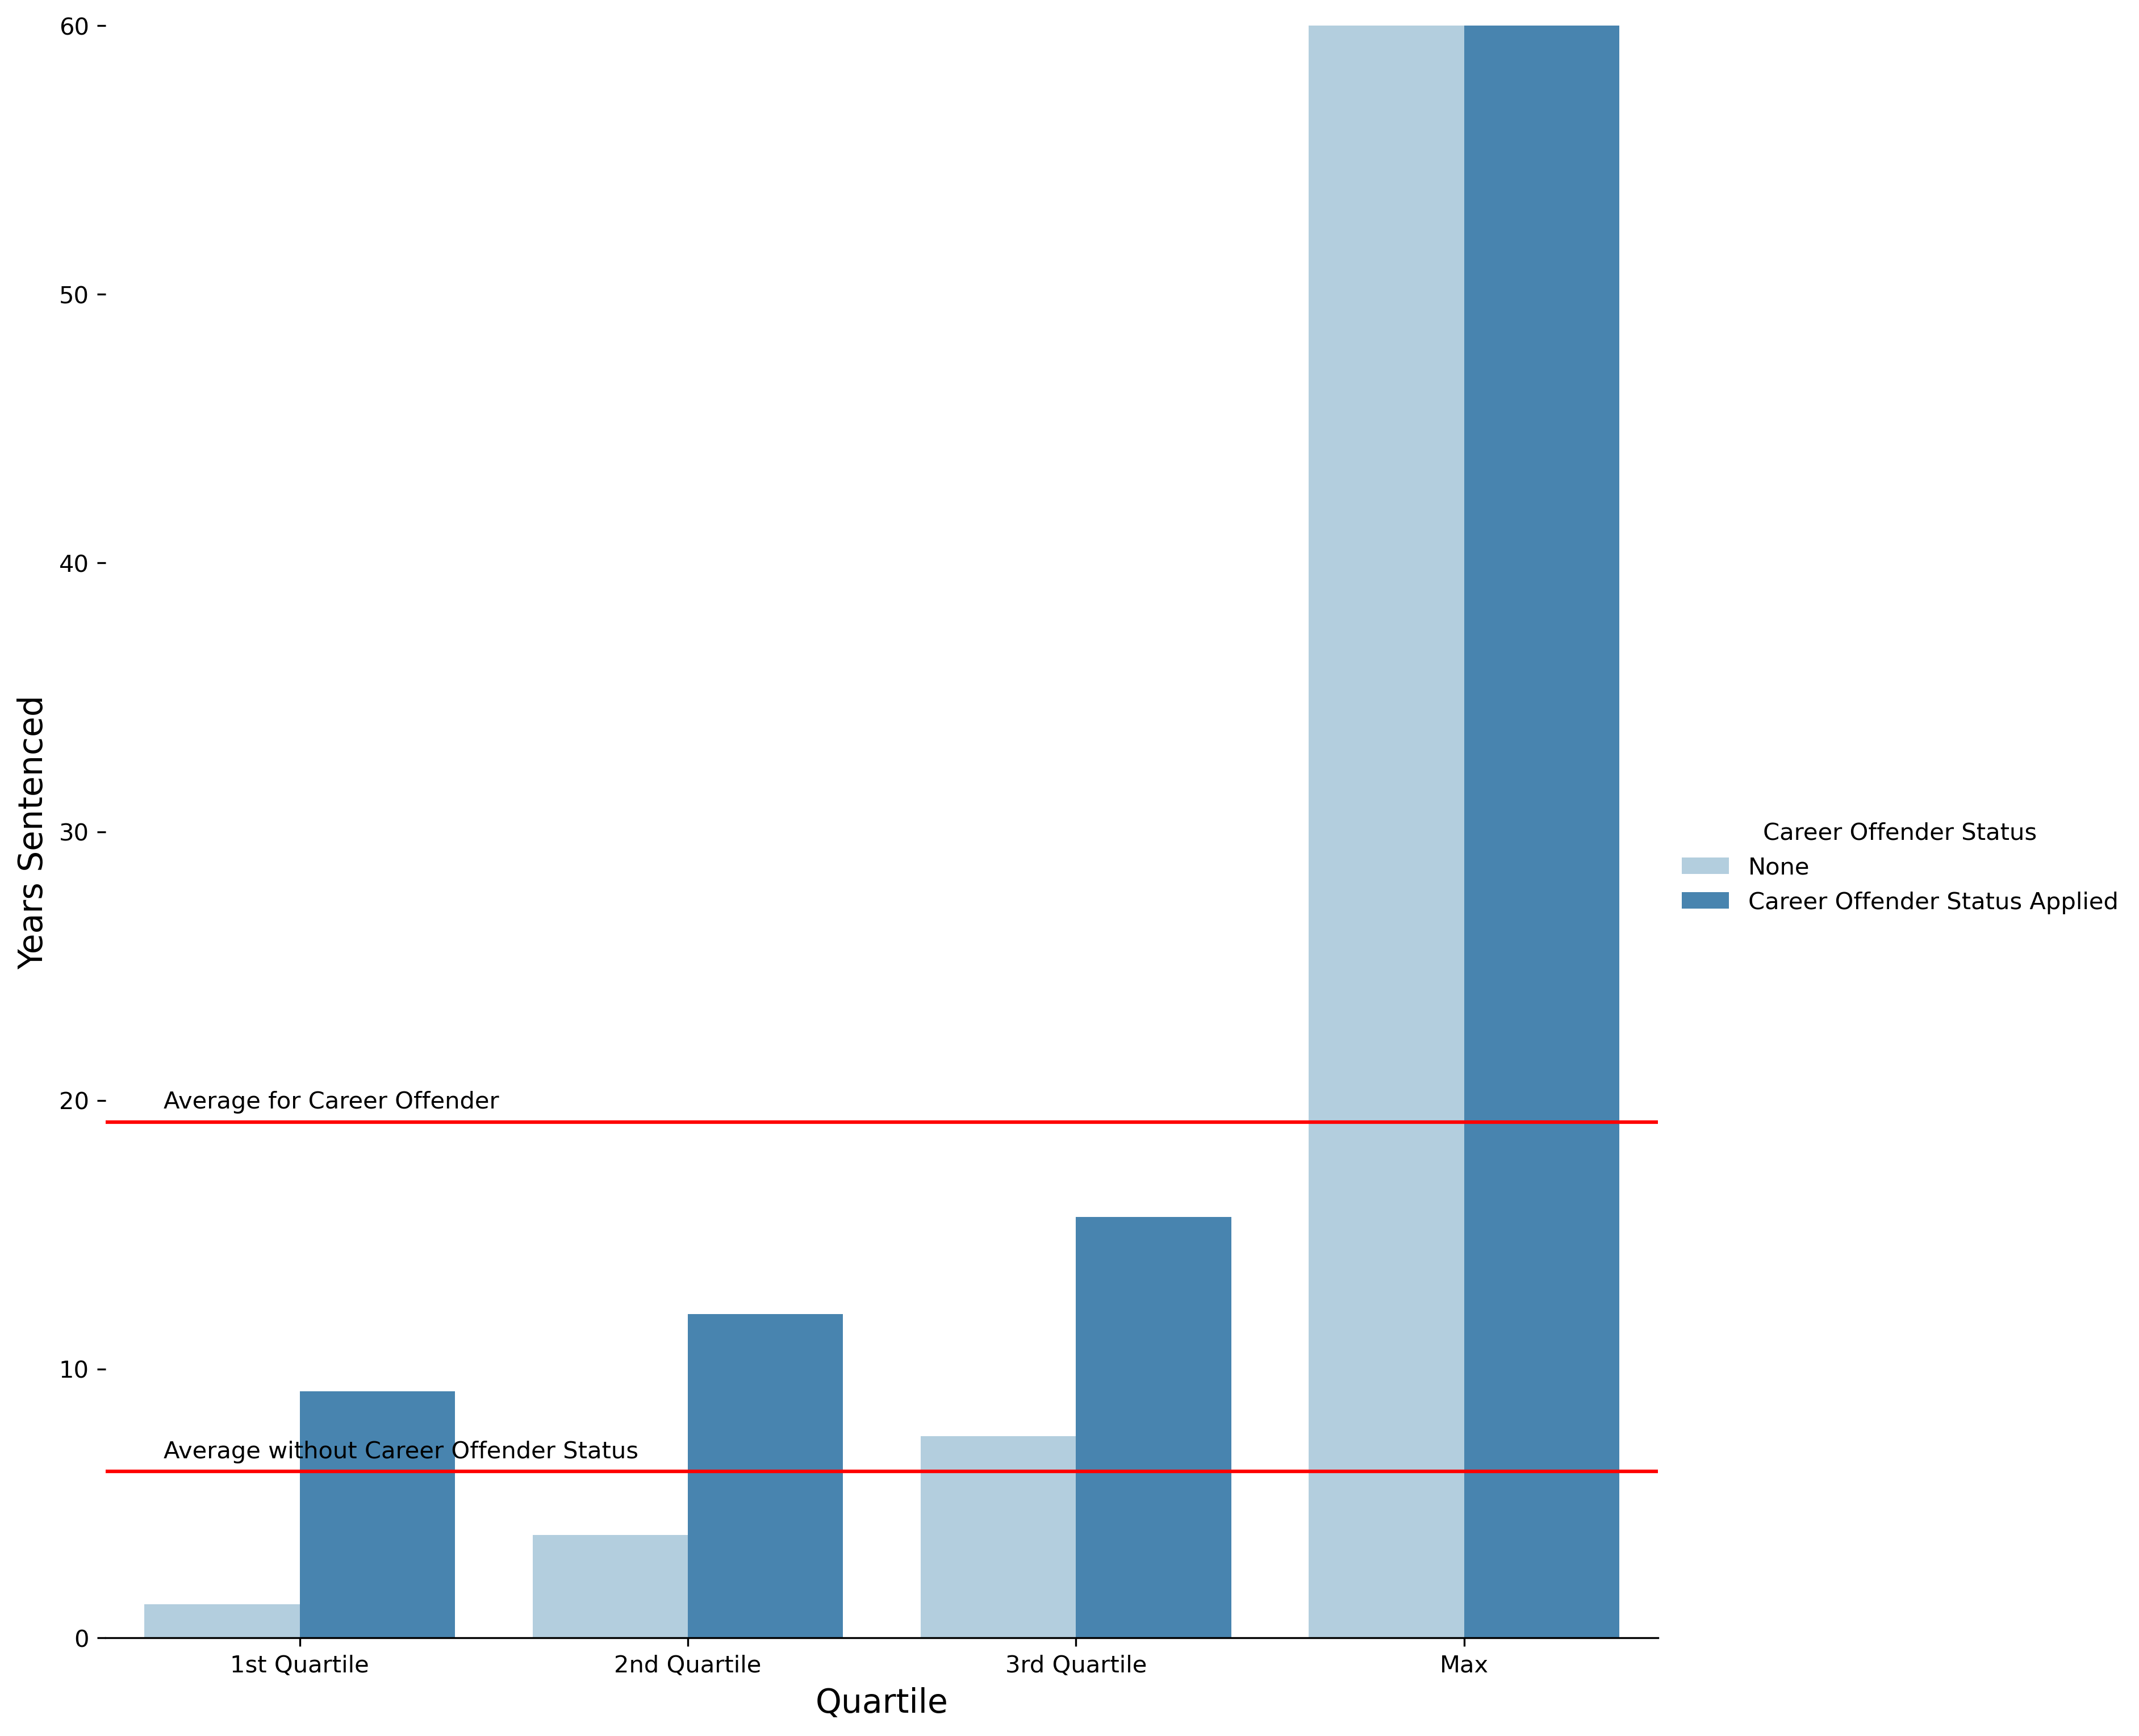 60
50
40
30
20
10
0
Years Sentenced
Average for Career Offender
Average without Career Offender Status
1st Quartile
2nd Quartile
3rd Quartile
Max
Quartile
Career Offender Status
None
Career Offender Status Applied